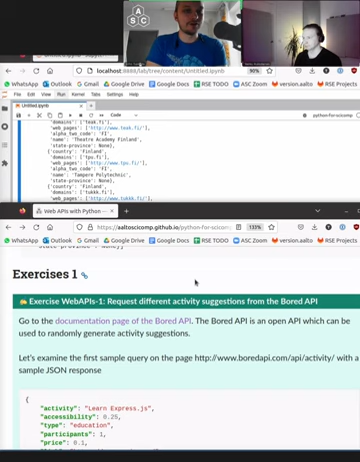 A
S C
localhost:8888/lab/tree/content/Untitled.ipynb
90%
WhatsApp Outlook Gmail GCal Docs RSE TODO ASC Zoom version.aalto RSE Projects
File Edit View Run Kernel Tabs Settings Help
Untitled.ipynb
Code
python-for-scicomp
'domains': ['teak.fi'],
'web_pages': ['http://www.teak.fi/'],
'alpha_two_code': 'FI',
'name': 'Theatre Academy Finland',
'state-province': None},
{'country': 'Finland',
'domains': ['tpu.fi'],
'web_pages': ['http://www.tpu.fi/'],
'alpha_two_code': 'FI',
'name': 'Tampere Polytechnic',
'state-province': None},
{'country': 'Finland',
'domains': ['tukkk.fi'],
'web_pages': ['http://www.tukkk.fi/'],
Web APIs with Python —
https://aaltoscicomp.github.io/python-for-scicom
133%
WhatsApp Outlook Gmail GCal Docs RSE TODO ASC Zoom version.aalto RSE Projects
Exercises 1
Exercise WebAPIs-1: Request different activity suggestions from the Bored API
Go to the documentation page of the Bored API. The Bored API is an open API which can be
used to randomly generate activity suggestions.
Let's examine the first sample query on the page http://www.boredapi.com/api/activity/ with a
sample JSON response
{
"activity": "Learn Express.js",
"accessibility": 0.25,
"type": "education",
"participants": 1,
"price": 0.1,